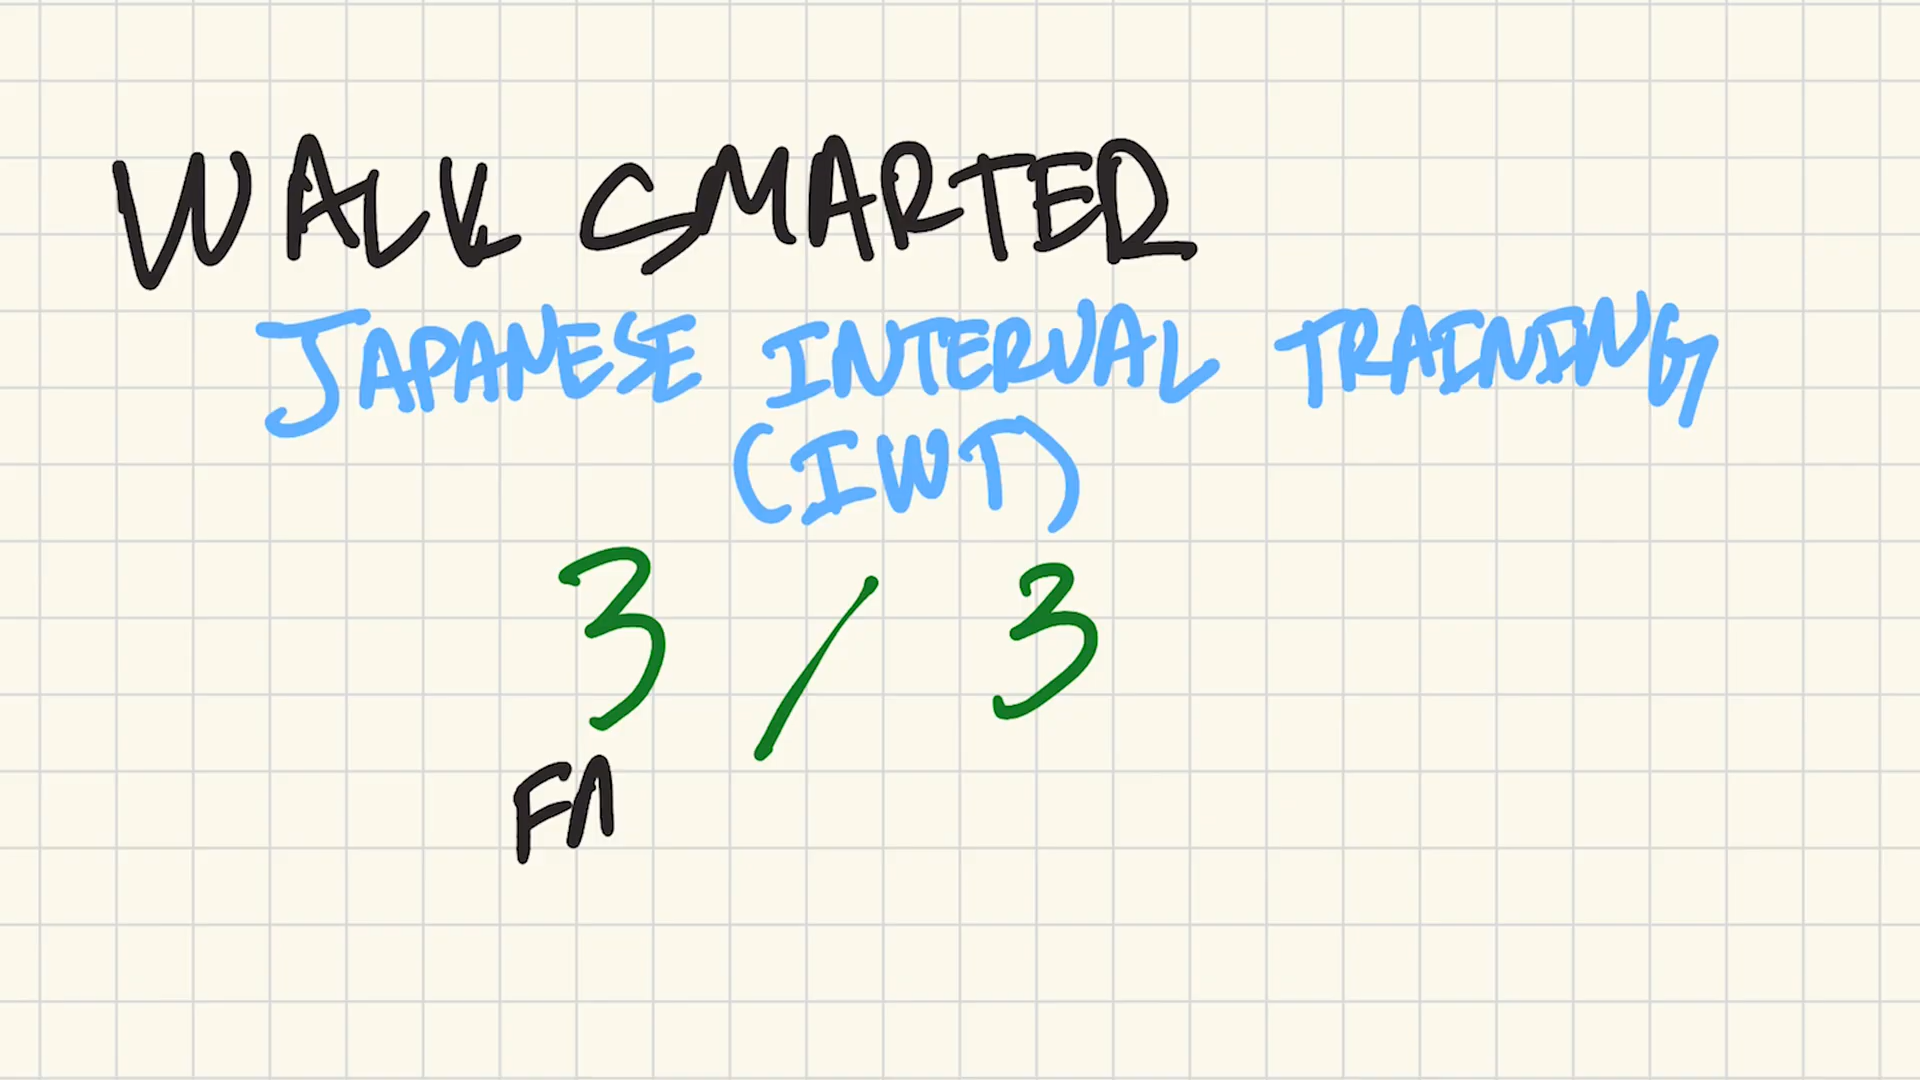 WALK SMARTER
JAPANESE INTERVAL TRAINING
(IWT)
3 / 3
FA